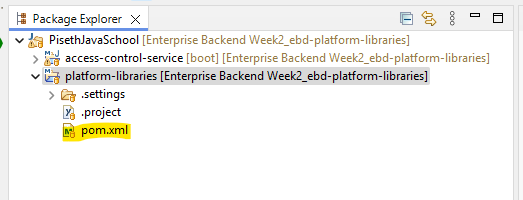 Package Explorer
PisethJavaSchool [Enterprise Backend Week2_ebd-platform-libraries]
access-control-service [boot] [Enterprise Backend Week2_ebd-platform-libraries]
platform-libraries [Enterprise Backend Week2_ebd-platform-libraries]
.settings
.project
pom.xml